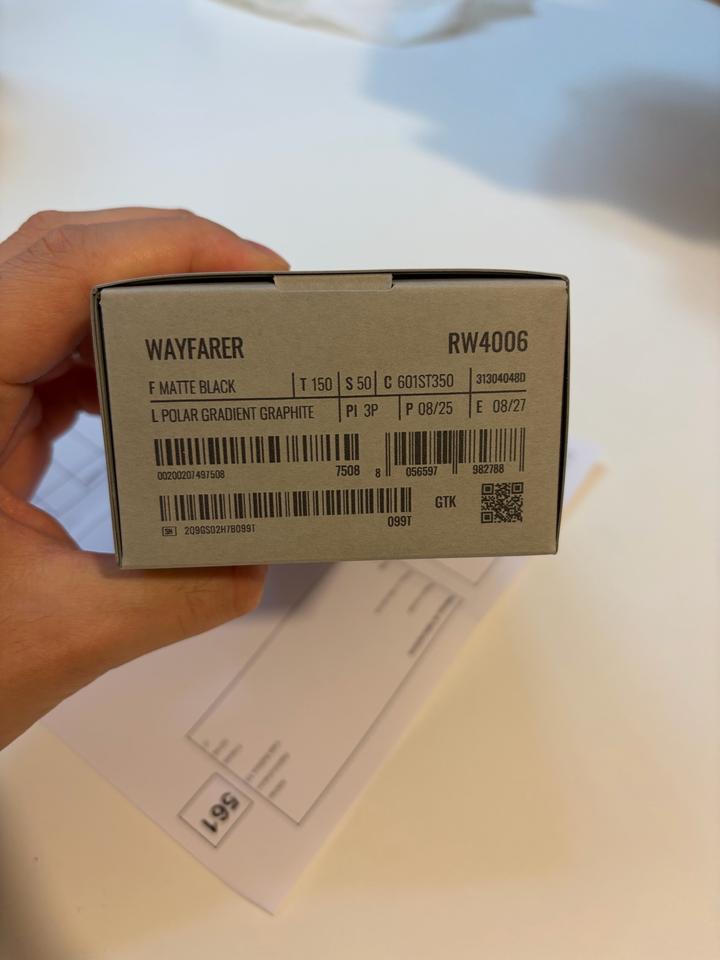 WAYFARER RW4006
F MATTE BLACK T 150 S 50 C 601ST350 31304048D
L POLAR GRADIENT GRAPHITE PI 3P P 08/25 E 08/27
00200207497508 7508 8 056597 982788
SN 2Q9GS02H7B099T 099T GTK
561